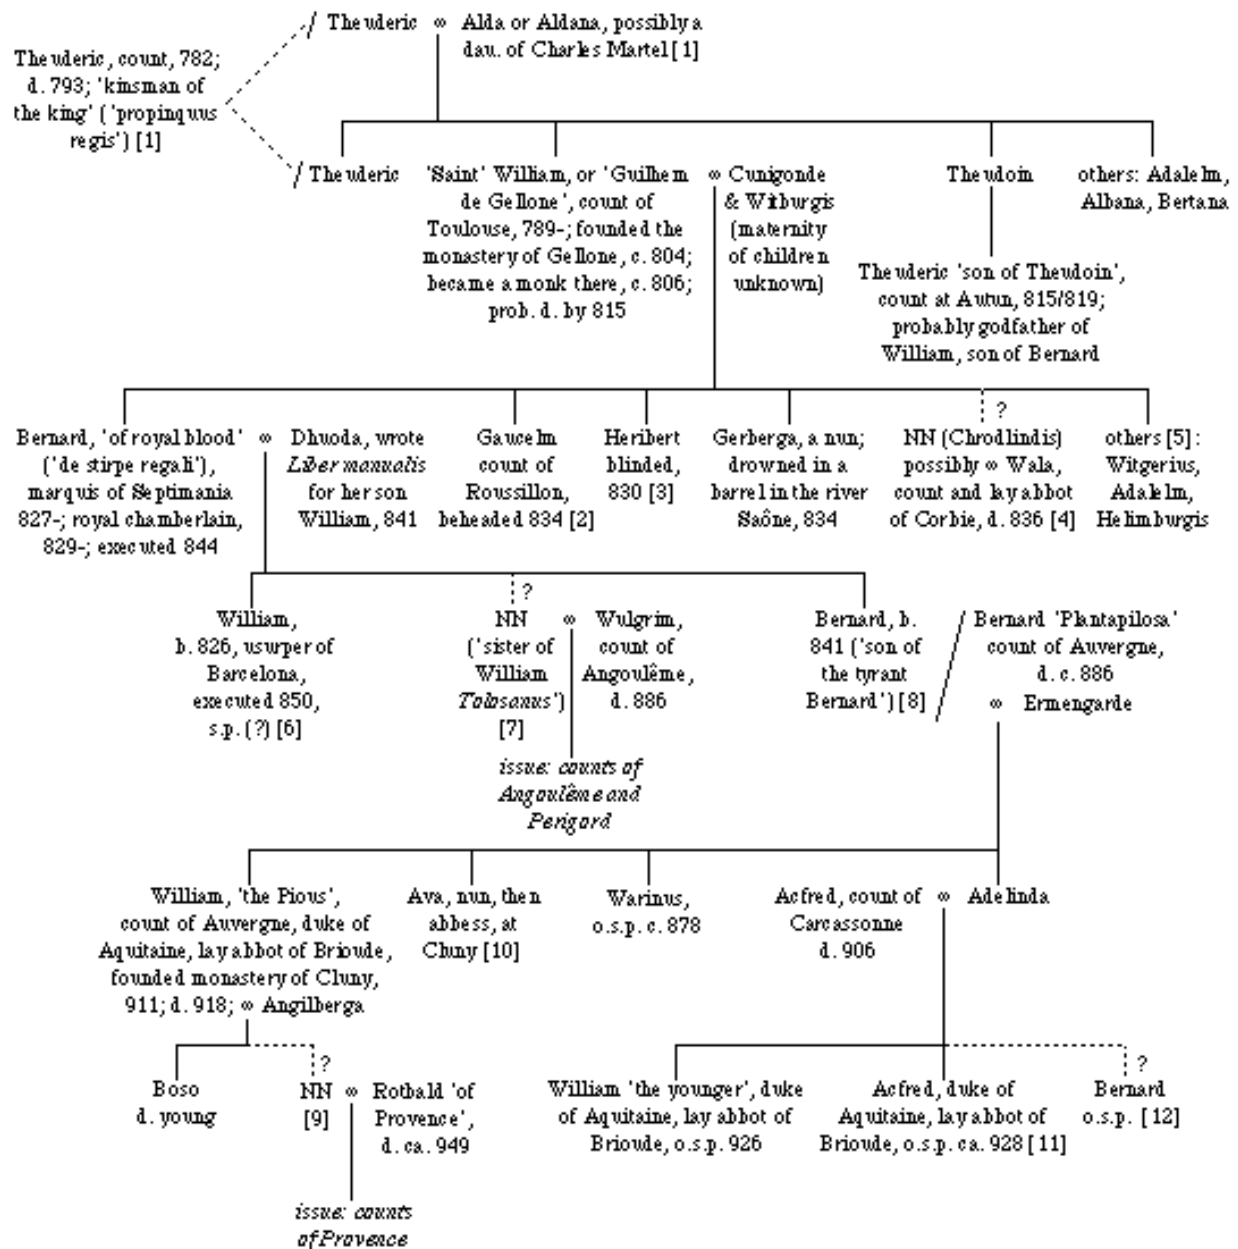 / Theuderic ∞ Alda or Aldana, possibly a
dau. of Charles Martel [1]
Theuderic, count, 782;
d. 793; 'kinsman of
the king' ('propinquus
regis') [1]
/ Theuderic
'Saint' William, or 'Guilhem
de Gellone', count of
Toulouse, 789-; founded the
monastery of Gellone, c. 804;
became a monk there, c. 806;
prob. d. by 815
∞ Cunigonde
& Witburgis
(maternity
of children
unknown)
Theudoin
others: Adalelm,
Albana, Bertana
Theuderic 'son of Theudoin',
count at Autun, 815/819;
probably godfather of
William, son of Bernard
Bernard, 'of royal blood'
('de stirpe regali'),
marquis of Septimania
827-; royal chamberlain,
829-; executed 844
∞ Dhuoda, wrote
Liber manualis
for her son
William, 841
Gaucelm
count of
Roussillon,
beheaded 834 [2]
Heribert
blinded,
830 [3]
Gerberga, a nun;
drowned in a
barrel in the river
Saône, 834
?
NN (Chrodlindis)
possibly ∞ Wala,
count and lay abbot
of Corbie, d. 836 [4]
others [5]:
Witgerius,
Adalelm,
Helimburgis
William,
b. 826, usurper of
Barcelona,
executed 850,
s.p. (?) [6]
?
NN
('sister of
William
Tolosanus')
[7]
∞ Wulgrim,
count of
Angoulême,
d. 886
issue: counts of
Angoulême and
Perigord
Bernard, b.
841 ('son of
the tyrant
Bernard') [8]
/ Bernard 'Plantapilosa'
count of Auvergne,
d. c. 886
∞ Ermengarde
William, 'the Pious',
count of Auvergne, duke of
Aquitaine, lay abbot of Brioude,
founded monastery of Cluny,
911; d. 918; ∞ Angilberga
Ava, nun, then
abbess, at
Cluny [10]
Warinus,
o.s.p. c. 878
Acfred, count of
Carcassonne
d. 906
∞ Adelinda
Boso
d. young
?
NN
[9]
∞ Rotbald 'of
Provence',
d. ca. 949
issue: counts
of Provence
William 'the younger', duke
of Aquitaine, lay abbot of
Brioude, o.s.p. 926
Acfred, duke of
Aquitaine, lay abbot of
Brioude, o.s.p. ca. 928 [11]
?
Bernard
o.s.p. [12]